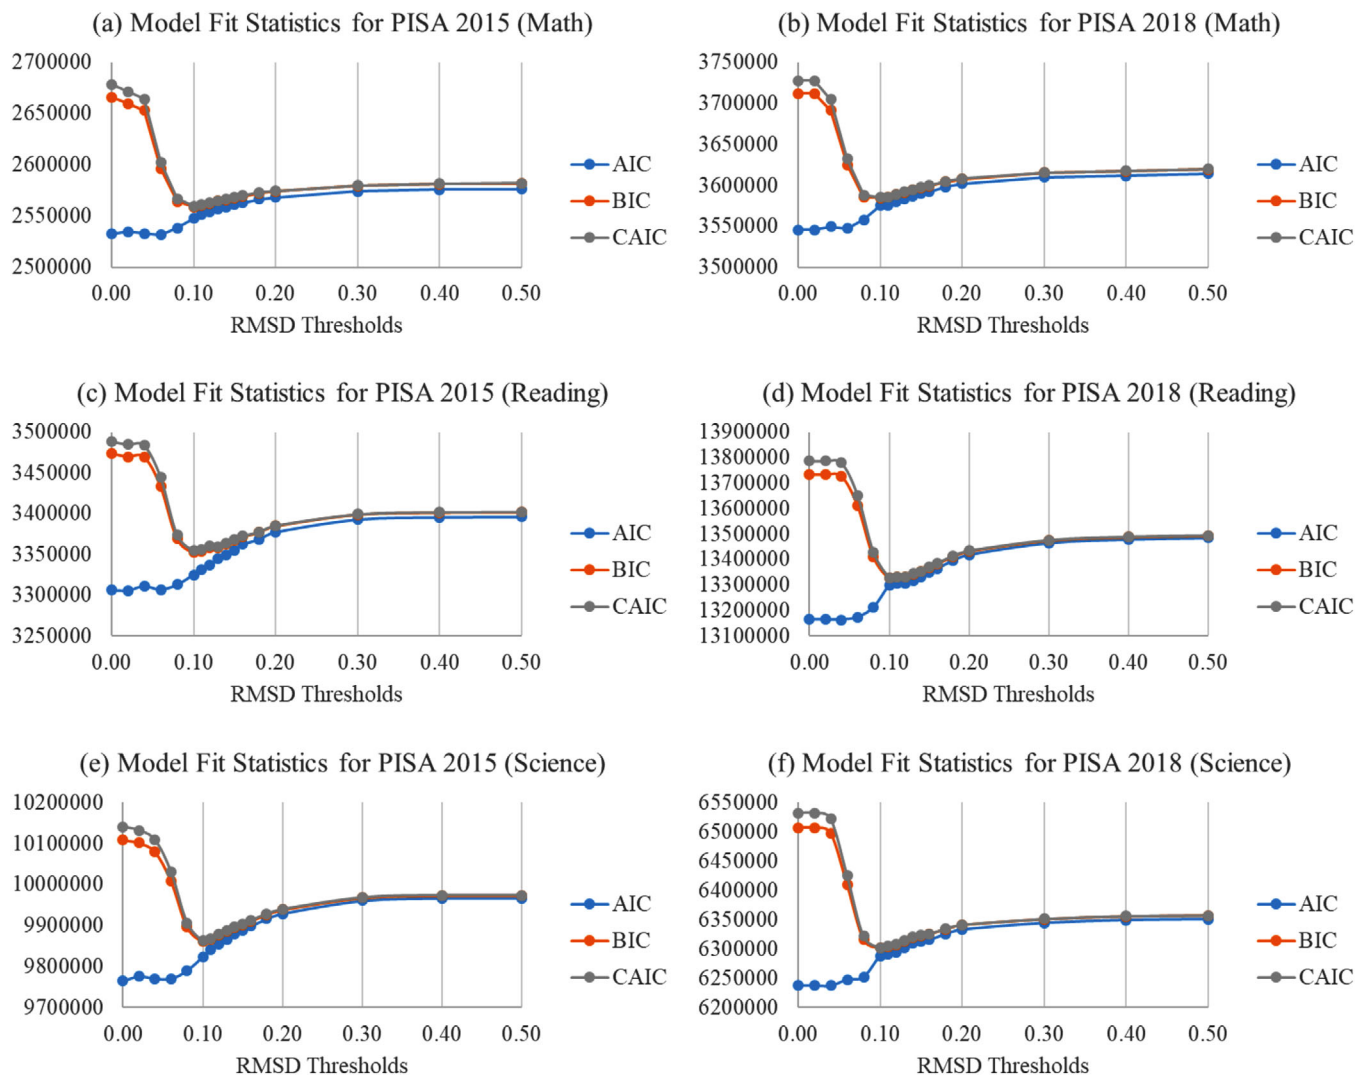 (a) Model Fit Statistics for PISA 2015 (Math)
2700000
2650000
2600000
2550000
2500000
0.00 0.10 0.20 0.30 0.40 0.50
RMSD Thresholds
AIC
BIC
CAIC
(b) Model Fit Statistics for PISA 2018 (Math)
3750000
3700000
3650000
3600000
3550000
3500000
0.00 0.10 0.20 0.30 0.40 0.50
RMSD Thresholds
AIC
BIC
CAIC
(c) Model Fit Statistics for PISA 2015 (Reading)
3500000
3450000
3400000
3350000
3300000
3250000
0.00 0.10 0.20 0.30 0.40 0.50
RMSD Thresholds
AIC
BIC
CAIC
(d) Model Fit Statistics for PISA 2018 (Reading)
13900000
13800000
13700000
13600000
13500000
13400000
13300000
13200000
13100000
0.00 0.10 0.20 0.30 0.40 0.50
RMSD Thresholds
AIC
BIC
CAIC
(e) Model Fit Statistics for PISA 2015 (Science)
10200000
10100000
10000000
9900000
9800000
9700000
0.00 0.10 0.20 0.30 0.40 0.50
RMSD Thresholds
AIC
BIC
CAIC
(f) Model Fit Statistics for PISA 2018 (Science)
6550000
6500000
6450000
6400000
6350000
6300000
6250000
6200000
0.00 0.10 0.20 0.30 0.40 0.50
RMSD Thresholds
AIC
BIC
CAIC